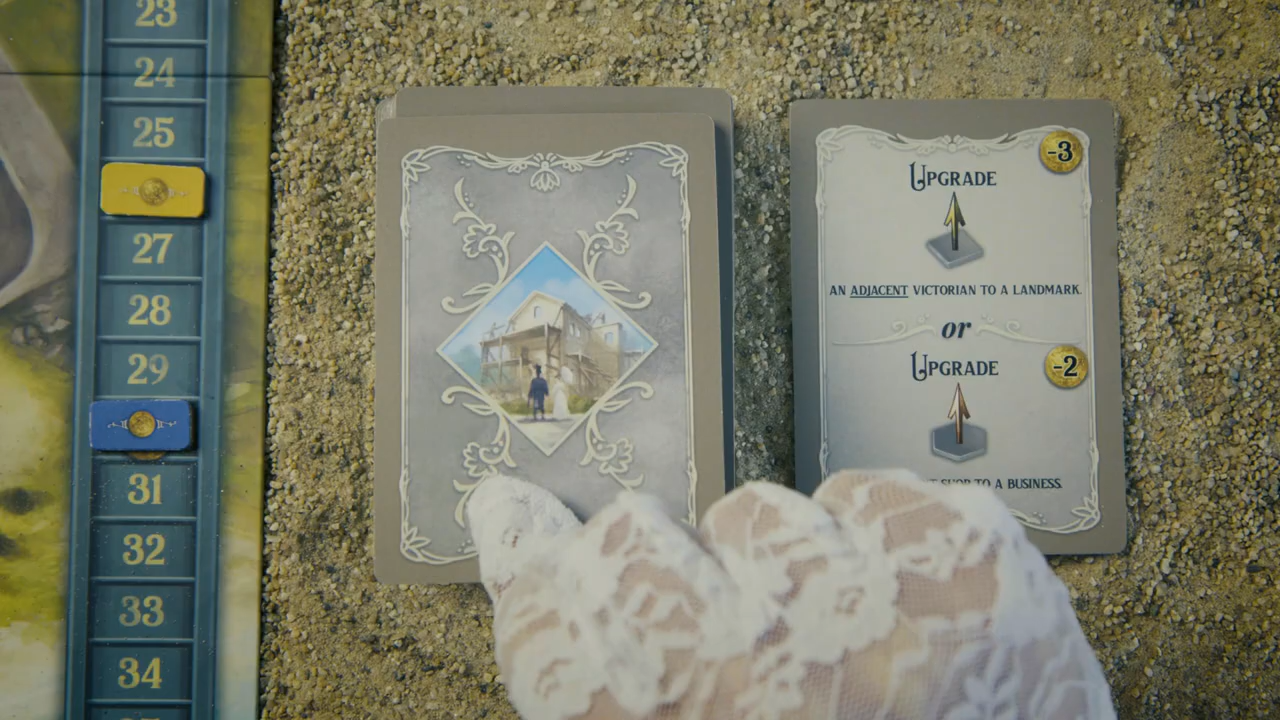 23
24
25
27
28
29
31
32
33
34
-3
UPGRADE
AN ADJACENT VICTORIAN TO A LANDMARK.
or
UPGRADE
-2
SHOP TO A BUSINESS.